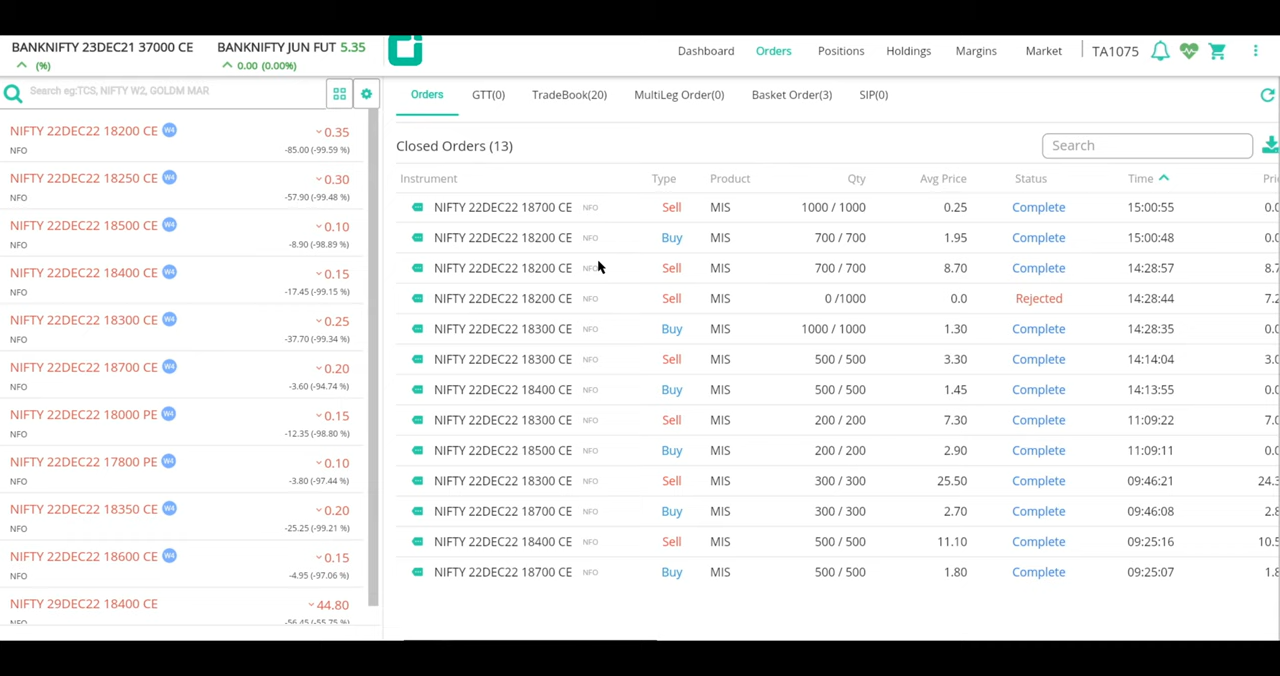 BANKNIFTY 23DEC21 37000 CE BANKNIFTY JUN FUT 5.35
(%) 0.00 (0.00%)
Dashboard Orders Positions Holdings Margins Market TA1075
Search eg:TCS, NIFTY W2, GOLDM MAR
Orders GTT(0) TradeBook(20) MultiLeg Order(0) Basket Order(3) SIP(0)
NIFTY 22DEC22 18200 CE W4 0.35
NFO -85.00 (-99.59 %)
NIFTY 22DEC22 18250 CE W4 0.30
NFO -57.90 (-99.48 %)
NIFTY 22DEC22 18500 CE W4 0.10
NFO -8.90 (-98.89 %)
NIFTY 22DEC22 18400 CE W4 0.15
NFO -17.45 (-99.15 %)
NIFTY 22DEC22 18300 CE W4 0.25
NFO -37.70 (-99.34 %)
NIFTY 22DEC22 18700 CE W4 0.20
NFO -3.60 (-94.74 %)
NIFTY 22DEC22 18000 PE W4 0.15
NFO -12.35 (-98.80 %)
NIFTY 22DEC22 17800 PE W4 0.10
NFO -3.80 (-97.44 %)
NIFTY 22DEC22 18350 CE W4 0.20
NFO -25.25 (-99.21 %)
NIFTY 22DEC22 18600 CE W4 0.15
NFO -4.95 (-97.06 %)
NIFTY 29DEC22 18400 CE 44.80
NFO -56.45 (-55.75 %)
Closed Orders (13) Search
Instrument Type Product Qty Avg Price Status Time
NIFTY 22DEC22 18700 CE NFO Sell MIS 1000 / 1000 0.25 Complete 15:00:55
NIFTY 22DEC22 18200 CE NFO Buy MIS 700 / 700 1.95 Complete 15:00:48
NIFTY 22DEC22 18200 CE NFO Sell MIS 700 / 700 8.70 Complete 14:28:57
NIFTY 22DEC22 18200 CE NFO Sell MIS 0 /1000 0.0 Rejected 14:28:44
NIFTY 22DEC22 18300 CE NFO Buy MIS 1000 / 1000 1.30 Complete 14:28:35
NIFTY 22DEC22 18300 CE NFO Sell MIS 500 / 500 3.30 Complete 14:14:04
NIFTY 22DEC22 18400 CE NFO Buy MIS 500 / 500 1.45 Complete 14:13:55
NIFTY 22DEC22 18300 CE NFO Sell MIS 200 / 200 7.30 Complete 11:09:22
NIFTY 22DEC22 18500 CE NFO Buy MIS 200 / 200 2.90 Complete 11:09:11
NIFTY 22DEC22 18300 CE NFO Sell MIS 300 / 300 25.50 Complete 09:46:21
NIFTY 22DEC22 18700 CE NFO Buy MIS 300 / 300 2.70 Complete 09:46:08
NIFTY 22DEC22 18400 CE NFO Sell MIS 500 / 500 11.10 Complete 09:25:16
NIFTY 22DEC22 18700 CE NFO Buy MIS 500 / 500 1.80 Complete 09:25:07